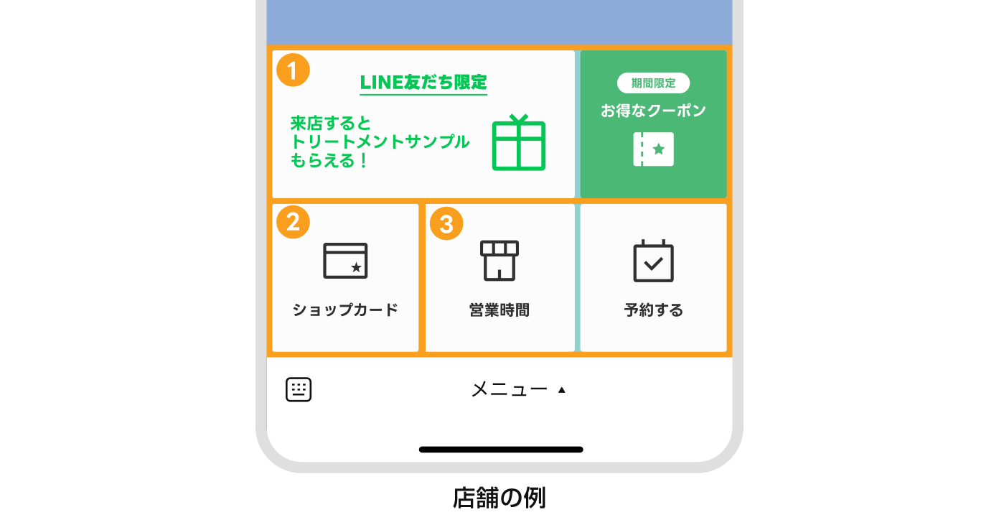 1
LINE友だち限定
来店すると
トリートメントサンプル
もらえる！
期間限定
お得なクーポン
2
ショップカード
3
営業時間
予約する
メニュー ▲
店舗の例